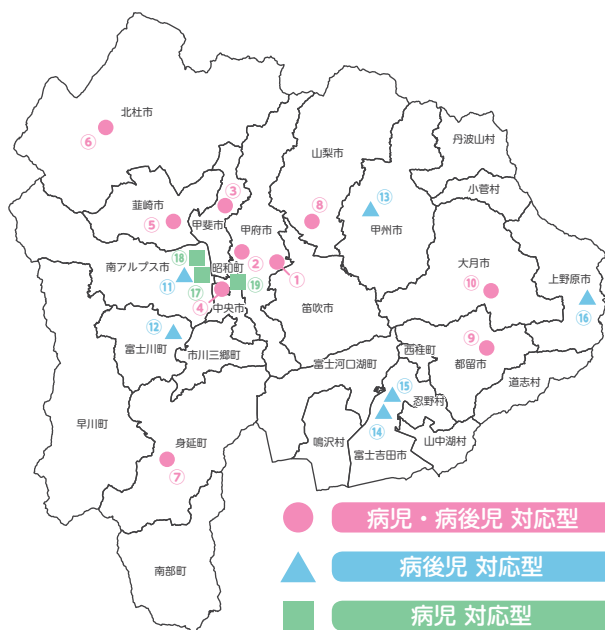 北杜市
⑥
丹波山村
山梨市
小菅村
韮崎市
⑤
③
甲斐市
⑧
⑬
甲州市
甲府市
②
①
大月市
⑩
上野原市
⑯
南アルプス市
⑱
⑪
⑰
昭和町
⑲
④
中央市
笛吹市
⑫
富士川町
市川三郷町
富士河口湖町
西桂町
⑨
都留市
道志村
⑮
忍野村
⑭
富士吉田市
山中湖村
鳴沢村
早川町
身延町
⑦
南部町
病児・病後児 対応型
病後児 対応型
病児 対応型